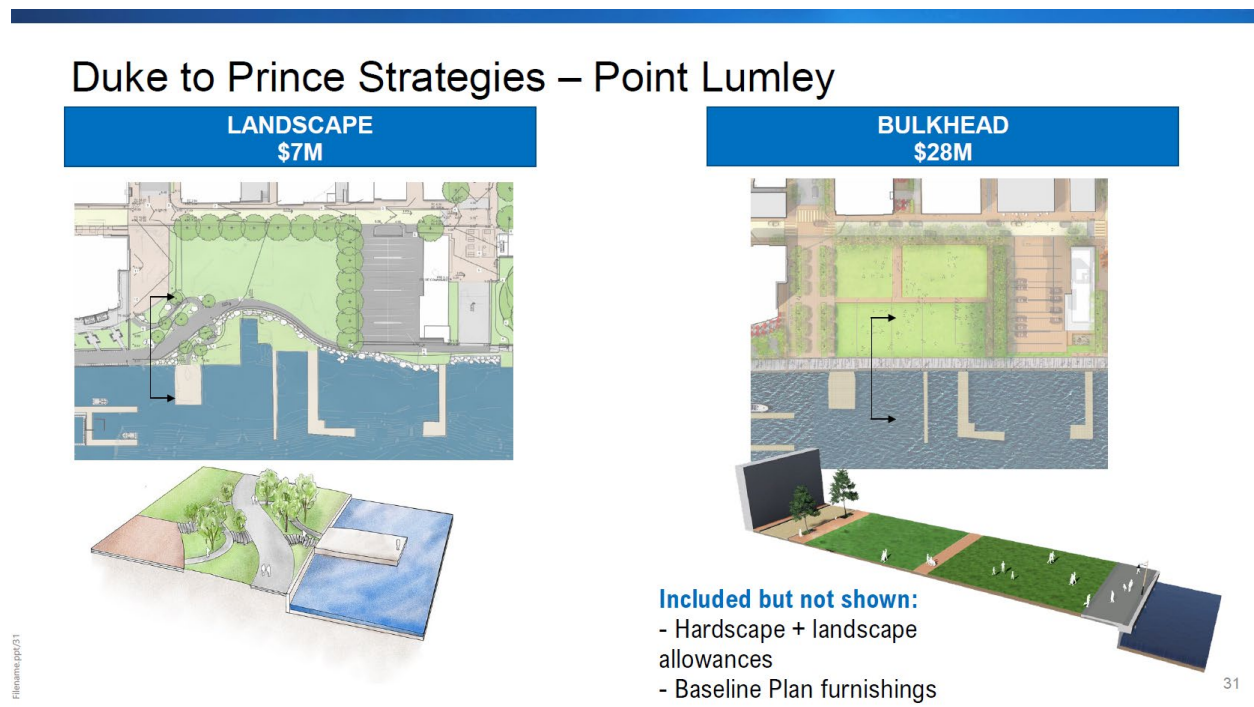 Duke to Prince Strategies – Point Lumley
LANDSCAPE
$7M
BULKHEAD
$28M
Included but not shown:
- Hardscape + landscape
allowances
- Baseline Plan furnishings
Filename.ppt/31
31